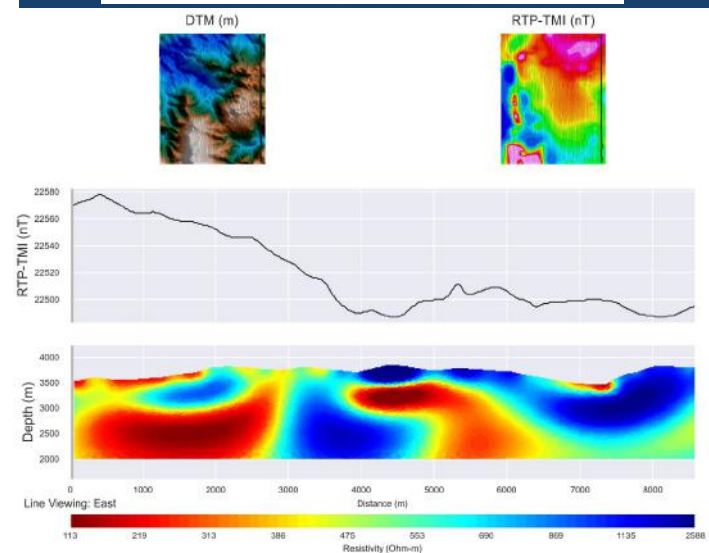 DTM (m)
RTP-TMI (nT)
RTP-TMI (nT)
22580
22560
22540
22520
22500
Depth (m)
4000
3500
3000
2500
2000
0 1000 2000 3000 4000 5000 6000 7000 8000
Line Viewing: East
Distance (m)
113 219 313 396 475 553 690 869 1135 2588
Resistivity (Ohm-m)